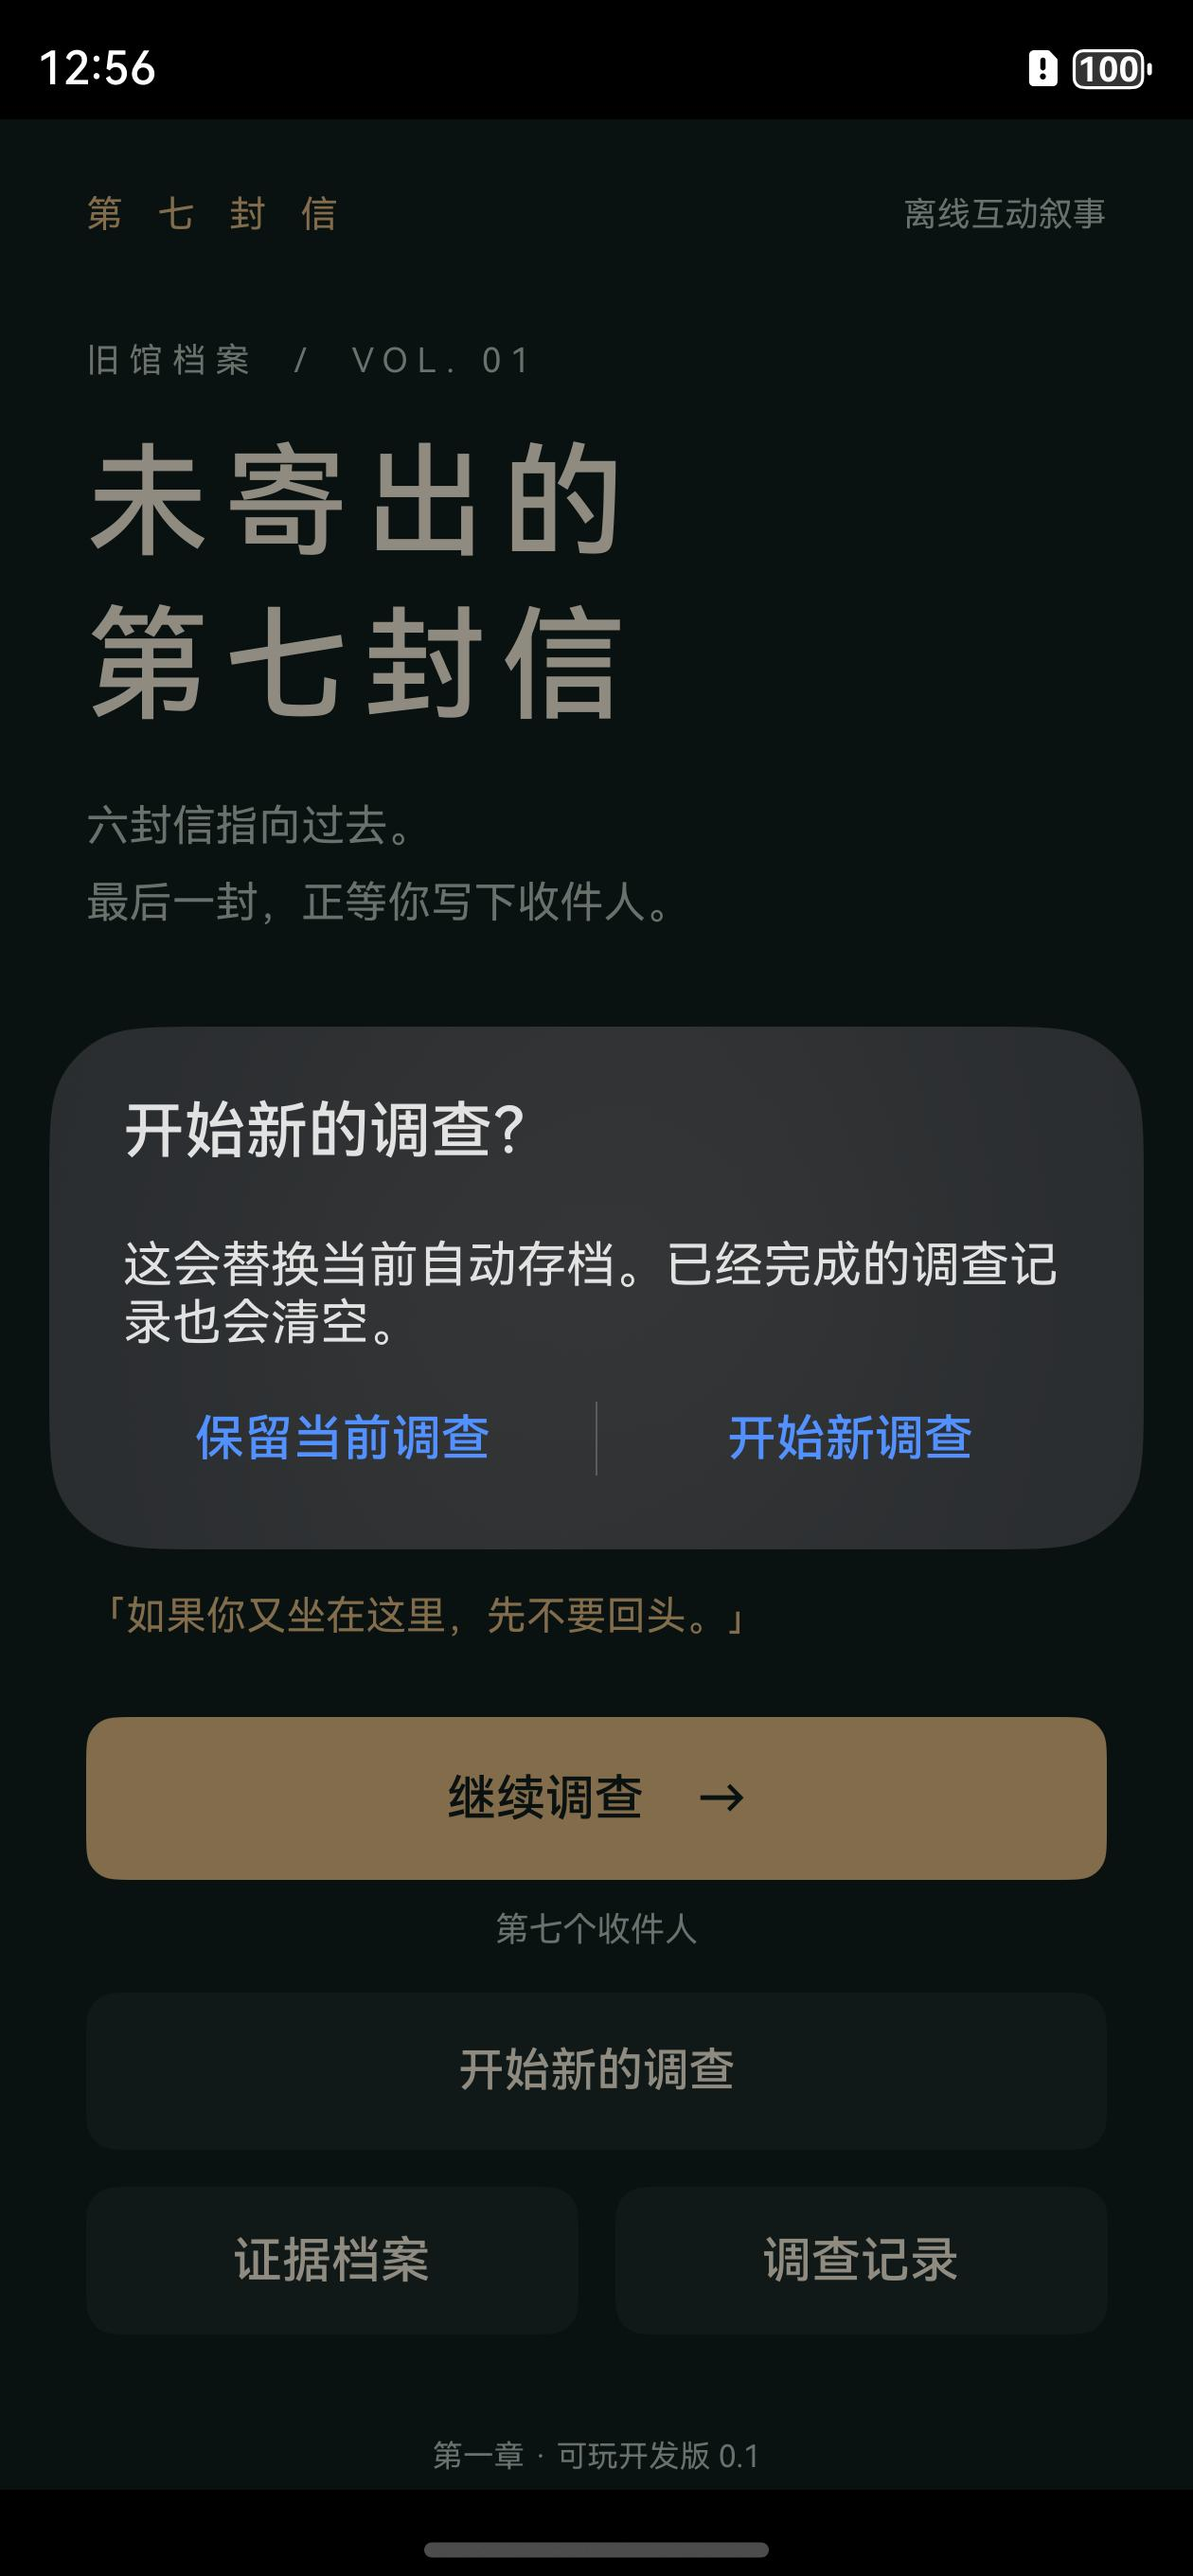 12:56
100
第七封信
离线互动叙事
旧馆档案 / VOL. 01
未寄出的
第七封信
六封信指向过去。
最后一封，正等你写下收件人。
开始新的调查？
这会替换当前自动存档。已经完成的调查记
录也会清空。
保留当前调查
开始新调查
「如果你又坐在这里，先不要回头。」
继续调查 →
第七个收件人
开始新的调查
证据档案
调查记录
第一章 · 可玩开发版 0.1